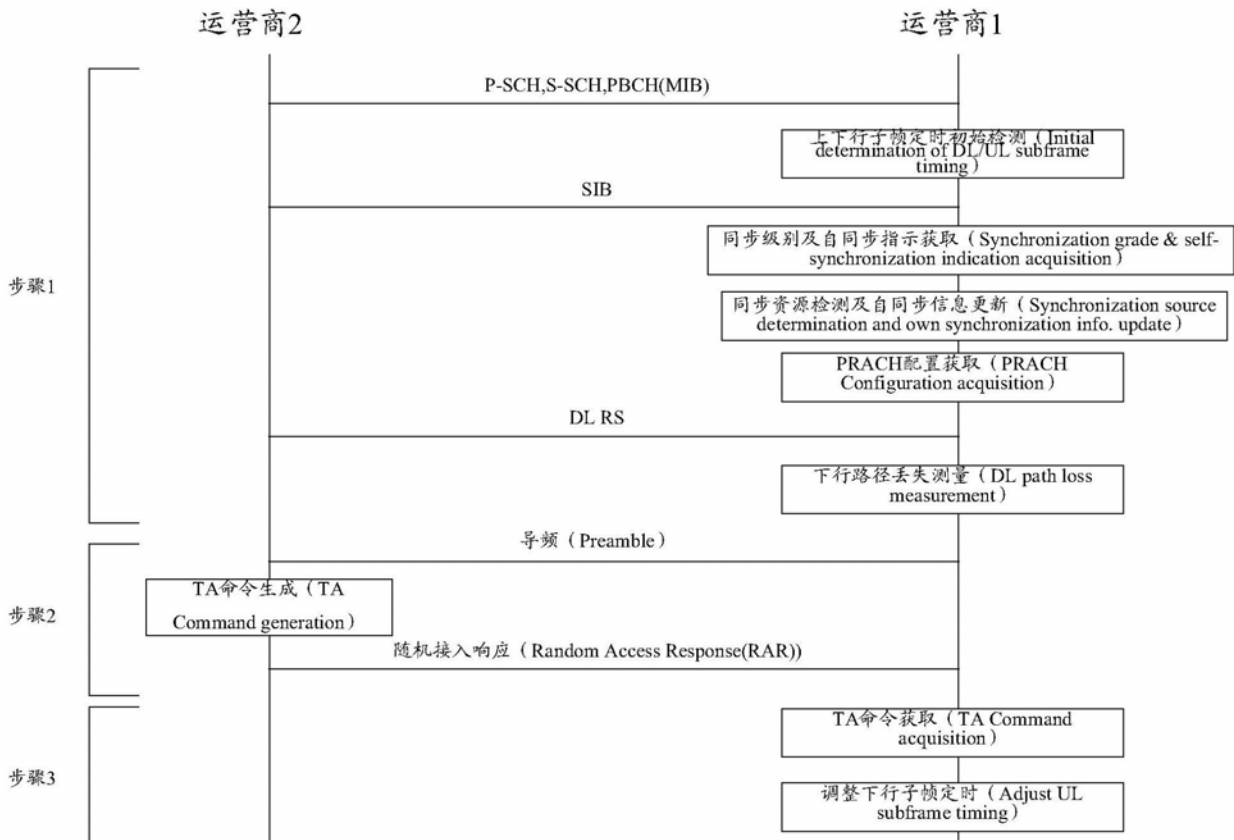 运营商2
运营商1
P-SCH,S-SCH,PBCH(MIB)
上下行子帧定时初始检测（Initial
determination of DL/UL subframe
timing）
SIB
同步级别及自同步指示获取（Synchronization grade & self-
synchronization indication acquisition）
步骤1
同步资源检测及自同步信息更新（Synchronization source
determination and own synchronization info. update）
PRACH配置获取（PRACH
Configuration acquisition）
DL RS
下行路径丢失测量（DL path loss
measurement）
导频（Preamble）
TA命令生成（TA
Command generation）
步骤2
随机接入响应（Random Access Response(RAR))
TA命令获取（TA Command
acquisition）
步骤3
调整下行子帧定时（Adjust UL
subframe timing）